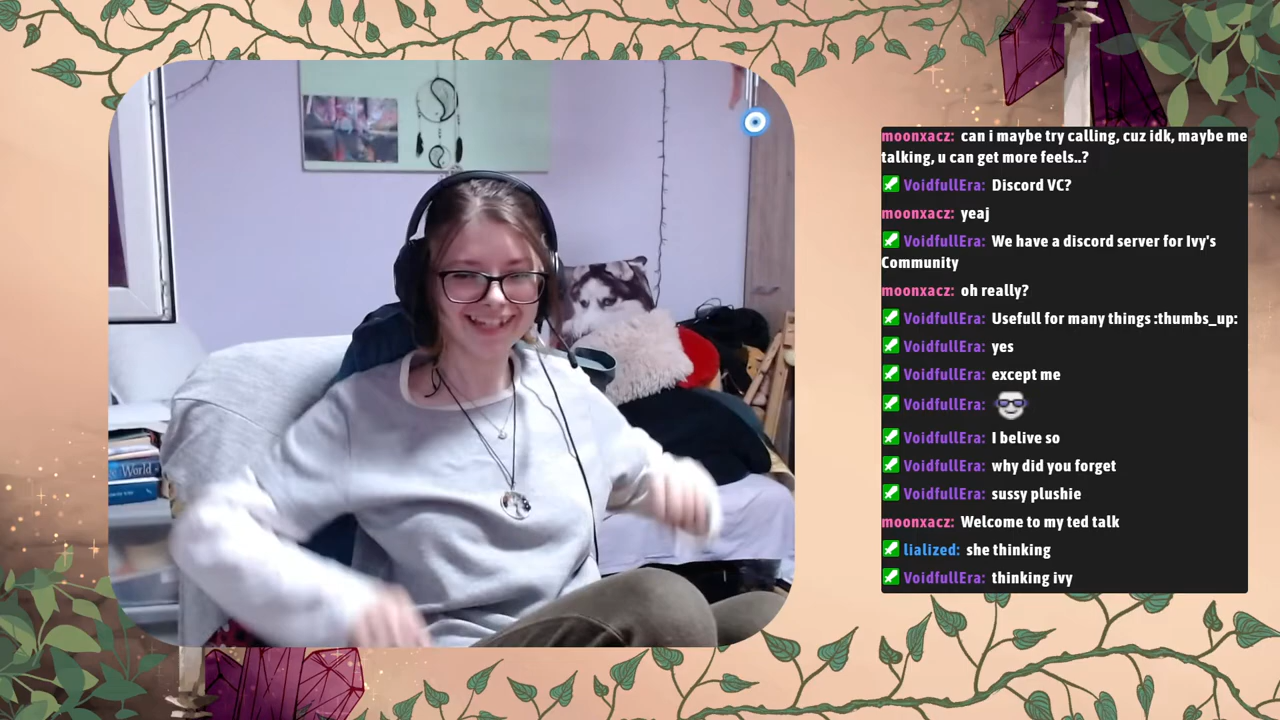 moonxacz: can i maybe try calling, cuz idk, maybe me
talking, u can get more feels..?
VoidfullEra: Discord VC?
moonxacz: yeaj
VoidfullEra: We have a discord server for Ivy's
Community
moonxacz: oh really?
VoidfullEra: Usefull for many things :thumbs_up:
VoidfullEra: yes
VoidfullEra: except me
VoidfullEra:
VoidfullEra: I belive so
VoidfullEra: why did you forget
VoidfullEra: sussy plushie
moonxacz: Welcome to my ted talk
lialized: she thinking
VoidfullEra: thinking ivy
World